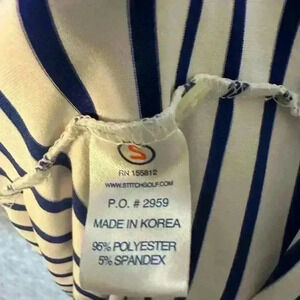 S
RN 155812
WWW.STITCHGOLF.COM
P.O. # 2959
MADE IN KOREA
95% POLYESTER
5% SPANDEX